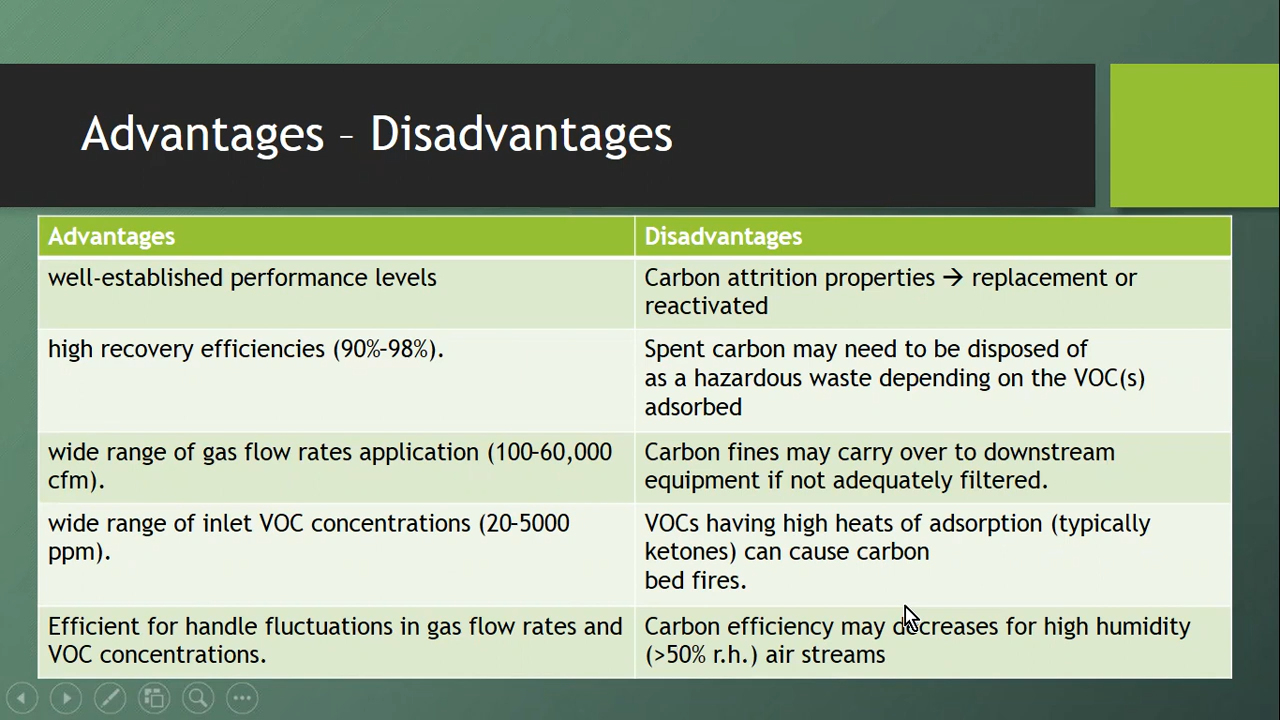 Advantages – Disadvantages
Advantages
Disadvantages
well-established performance levels
Carbon attrition properties → replacement or
reactivated
high recovery efficiencies (90%–98%).
Spent carbon may need to be disposed of
as a hazardous waste depending on the VOC(s)
adsorbed
wide range of gas flow rates application (100–60,000
cfm).
Carbon fines may carry over to downstream
equipment if not adequately filtered.
wide range of inlet VOC concentrations (20–5000
ppm).
VOCs having high heats of adsorption (typically
ketones) can cause carbon
bed fires.
Efficient for handle fluctuations in gas flow rates and
VOC concentrations.
Carbon efficiency may decreases for high humidity
(>50% r.h.) air streams